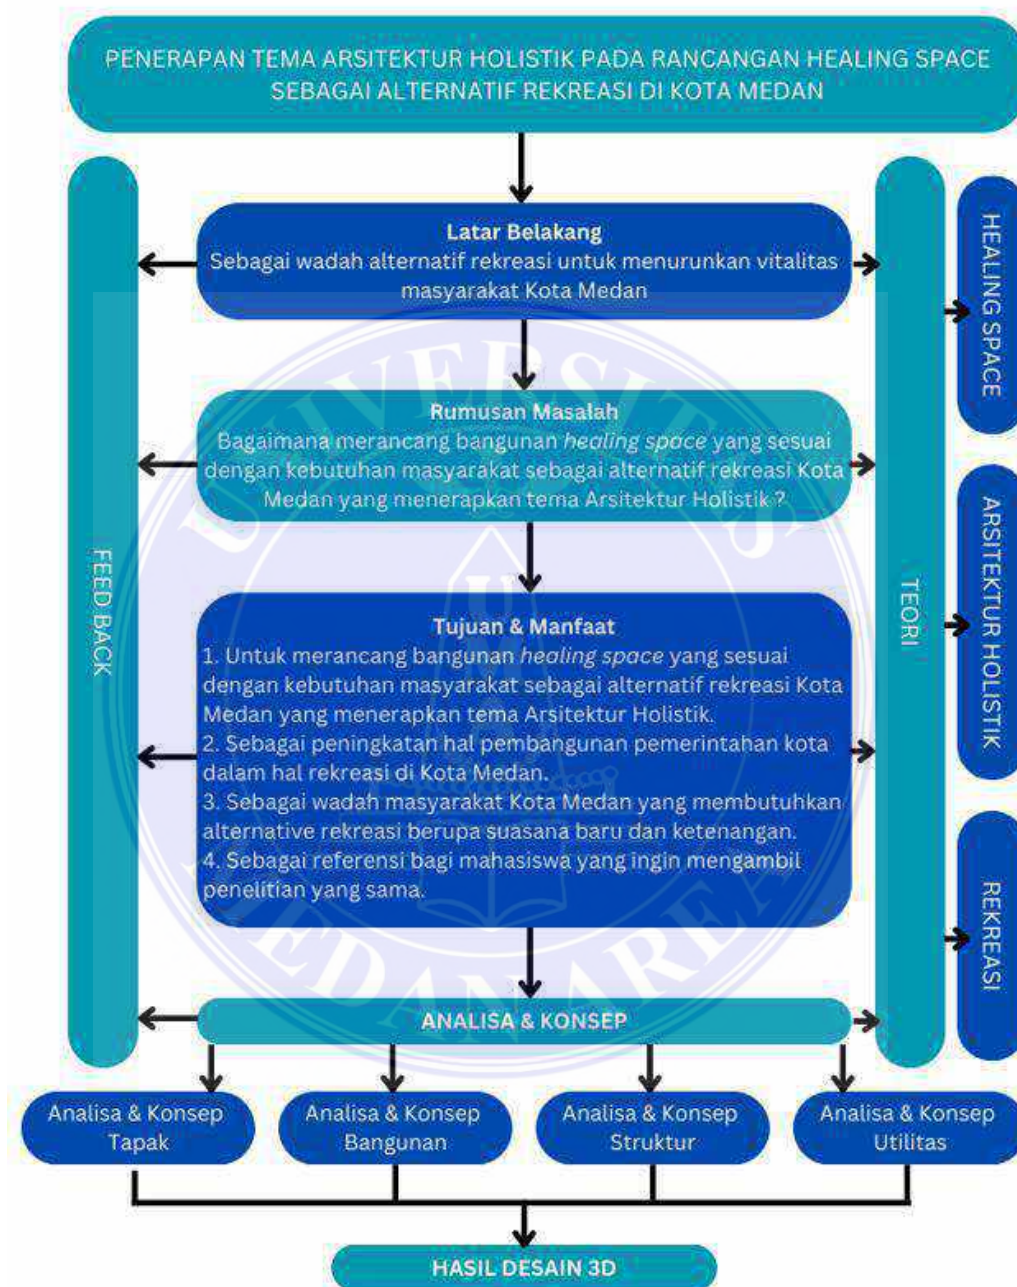 PENERAPAN TEMA ARSITEKTUR HOLISTIK PADA RANCANGAN HEALING SPACE
SEBAGAI ALTERNATIF REKREASI DI KOTA MEDAN
Latar Belakang
Sebagai wadah alternatif rekreasi untuk menurunkan vitalitas
masyarakat Kota Medan
Rumusan Masalah
Bagaimana merancang bangunan healing space yang sesuai
dengan kebutuhan masyarakat sebagai alternatif rekreasi Kota
Medan yang menerapkan tema Arsitektur Holistik ?
Tujuan & Manfaat
1. Untuk merancang bangunan healing space yang sesuai
dengan kebutuhan masyarakat sebagai alternatif rekreasi Kota
Medan yang menerapkan tema Arsitektur Holistik.
2. Sebagai peningkatan hal pembangunan pemerintahan kota
dalam hal rekreasi di Kota Medan.
3. Sebagai wadah masyarakat Kota Medan yang membutuhkan
alternative rekreasi berupa suasana baru dan ketenangan.
4. Sebagai referensi bagi mahasiswa yang ingin mengambil
penelitian yang sama.
FEED BACK
TEORI
HEALING SPACE
ARSITEKTUR HOLISTIK
REKREASI
ANALISA & KONSEP
Analisa & Konsep
Tapak
Analisa & Konsep
Bangunan
Analisa & Konsep
Struktur
Analisa & Konsep
Utilitas
HASIL DESAIN 3D
UNIVERSITAS
MEDAN AREA